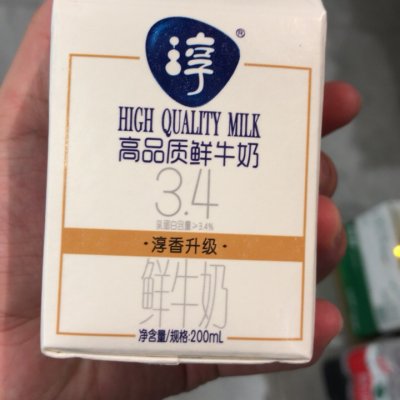 淳®
HIGH QUALITY MILK
高品质鲜牛奶
3.4
乳蛋白含量≥3.4%
·淳香升级·
鲜牛奶
净含量/规格:200mL